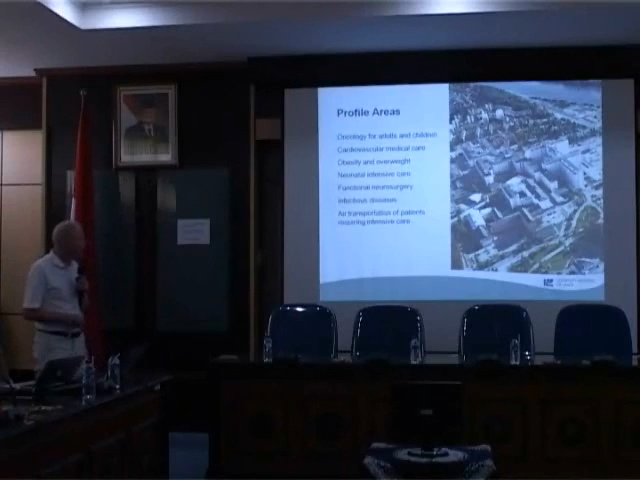 Profile Areas
Oncology for adults and children
Cardiovascular medical care
Obesity and overweight
Neonatal intensive care
Functional neurosurgery
Infectious diseases
Air transportation of patients
requiring intensive care